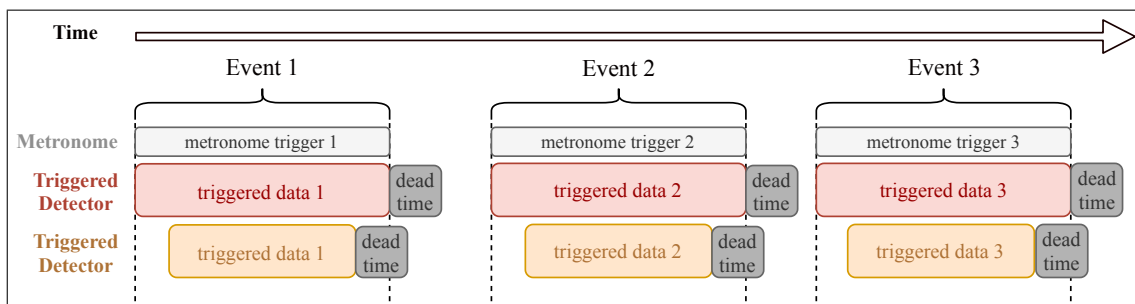 Time
Event 1
Event 2
Event 3
Metronome
metronome trigger 1
metronome trigger 2
metronome trigger 3
Triggered
Detector
triggered data 1
dead
time
triggered data 2
dead
time
triggered data 3
dead
time
Triggered
Detector
triggered data 1
dead
time
triggered data 2
dead
time
triggered data 3
dead
time